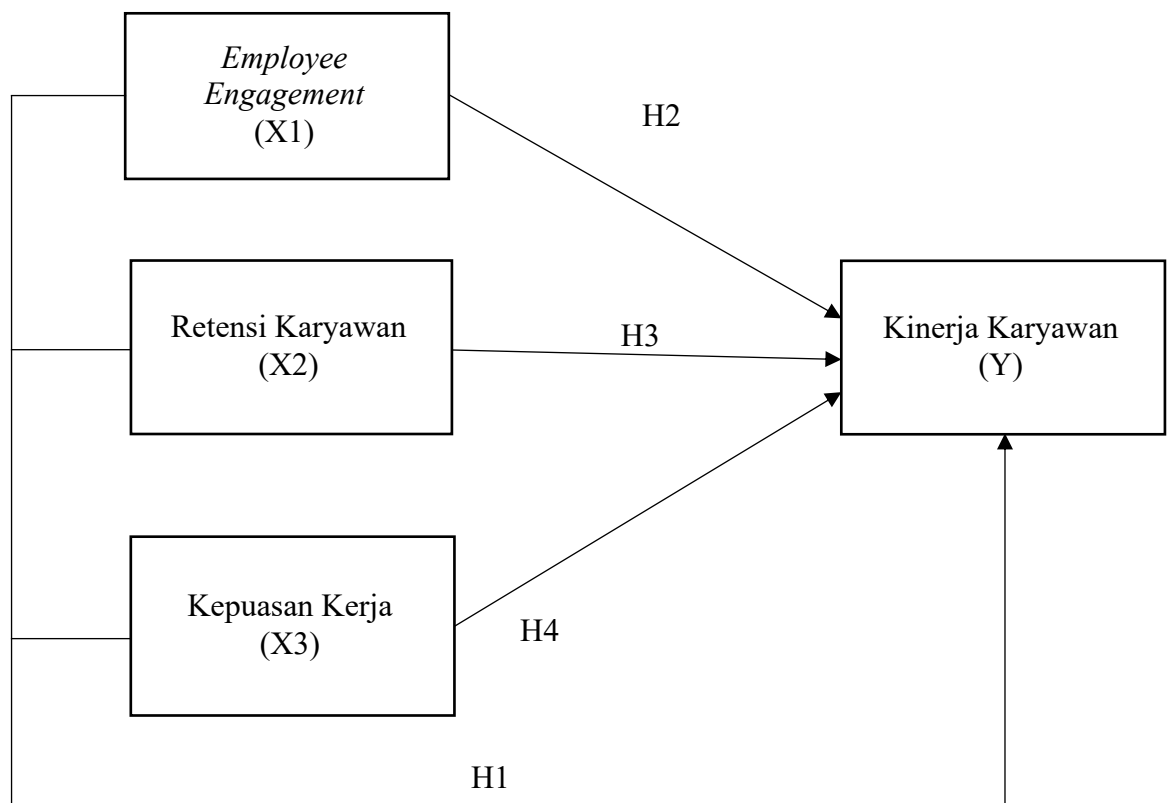 Employee
Engagement
(X1)
H2
Retensi Karyawan
(X2)
H3
Kinerja Karyawan
(Y)
Kepuasan Kerja
(X3)
H4
H1